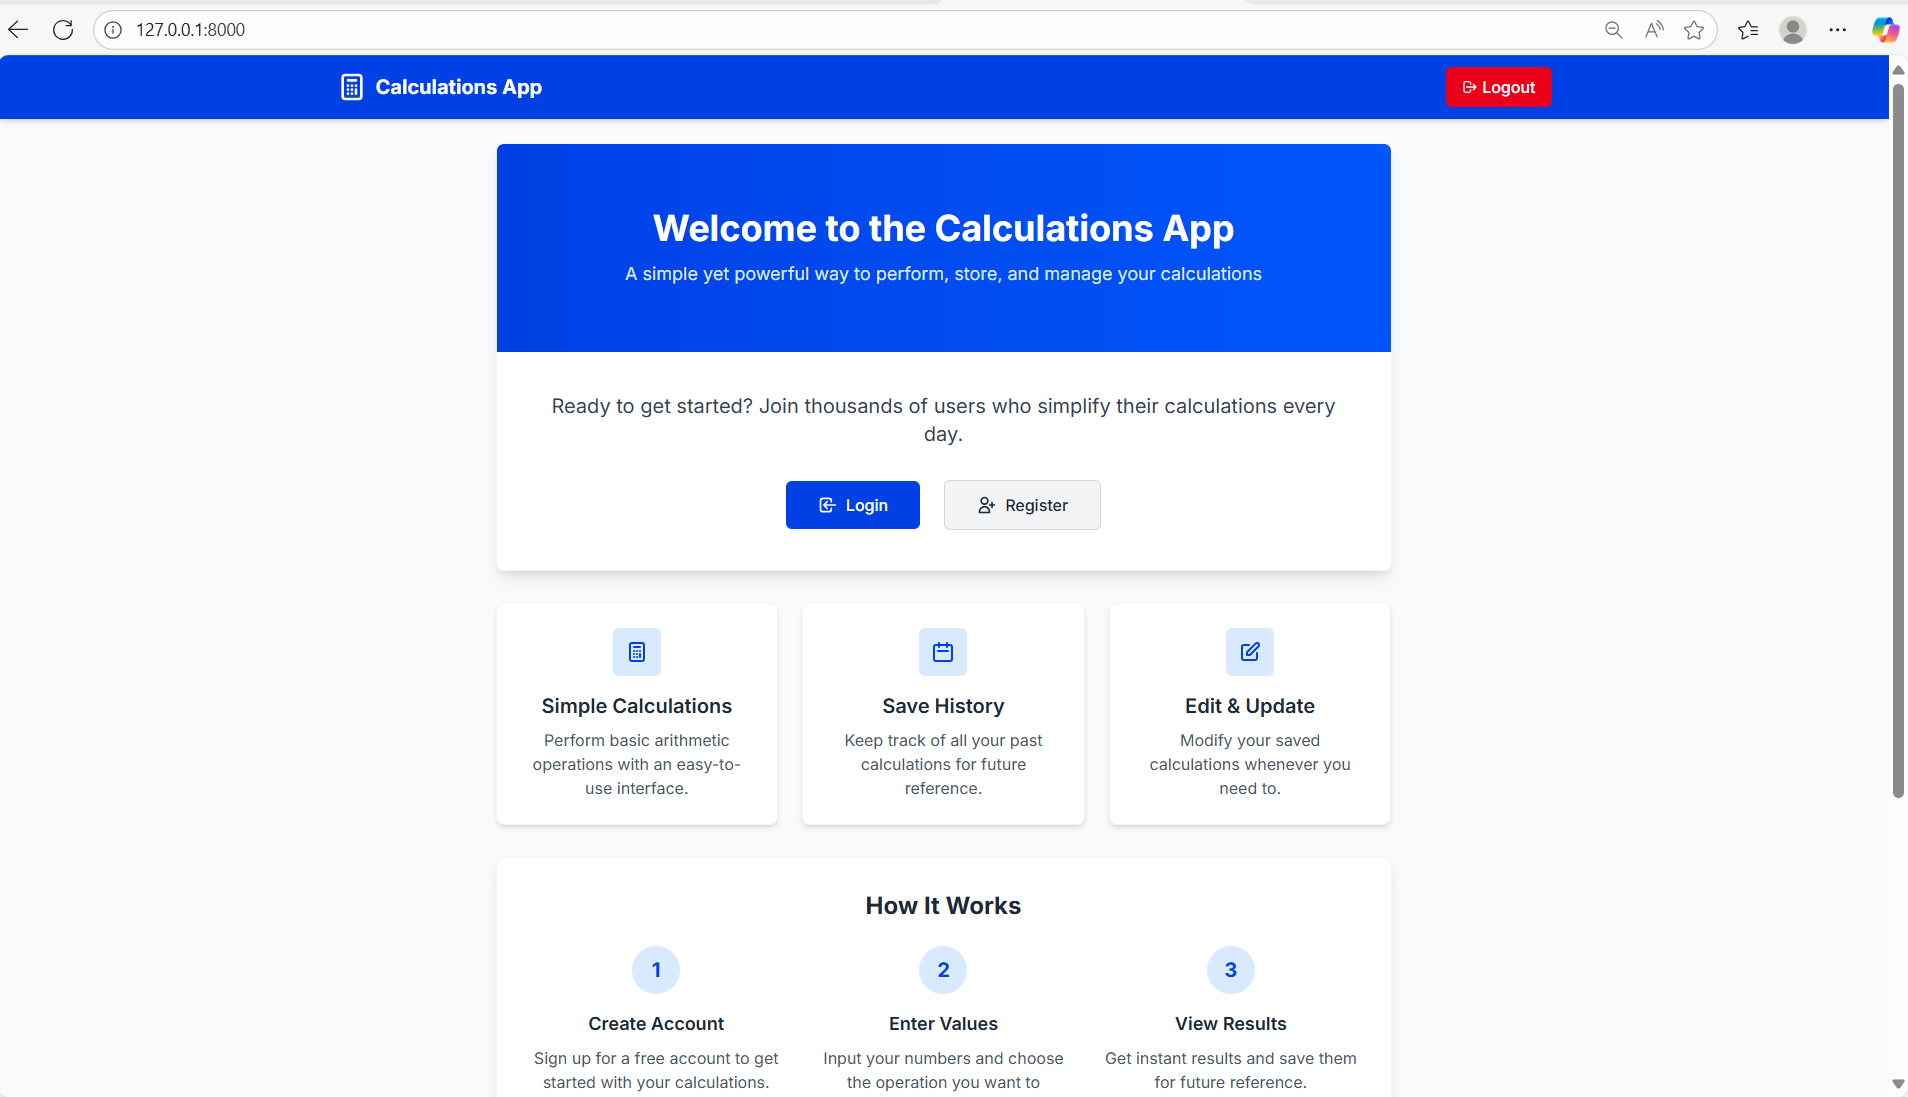 127.0.0.1:8000
Calculations App
Logout
Welcome to the Calculations App
A simple yet powerful way to perform, store, and manage your calculations
Ready to get started? Join thousands of users who simplify their calculations every
day.
Login
Register
Simple Calculations
Perform basic arithmetic
operations with an easy-to-
use interface.
Save History
Keep track of all your past
calculations for future
reference.
Edit & Update
Modify your saved
calculations whenever you
need to.
How It Works
1
Create Account
Sign up for a free account to get
started with your calculations.
2
Enter Values
Input your numbers and choose
the operation you want to
3
View Results
Get instant results and save them
for future reference.